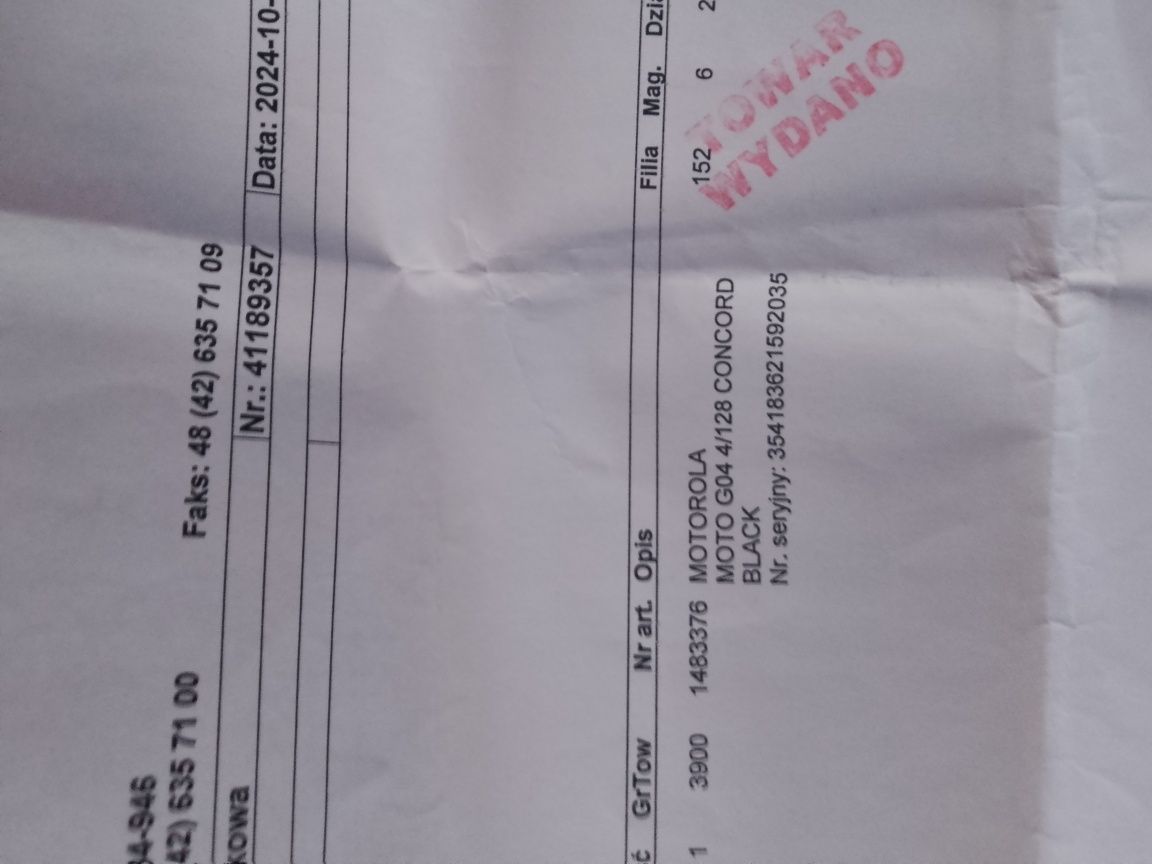 34-946
42) 635 71 00 Faks: 48 (42) 635 71 09
kowa Nr.: 41189357 Data: 2024-10-
ć GrTow Nr art. Opis Filia Mag. Dzia
1 3900 1483376 MOTOROLA 152 6 2
MOTO G04 4/128 CONCORD
BLACK
Nr. seryjny: 354183621592035
TOWAR
WYDANO